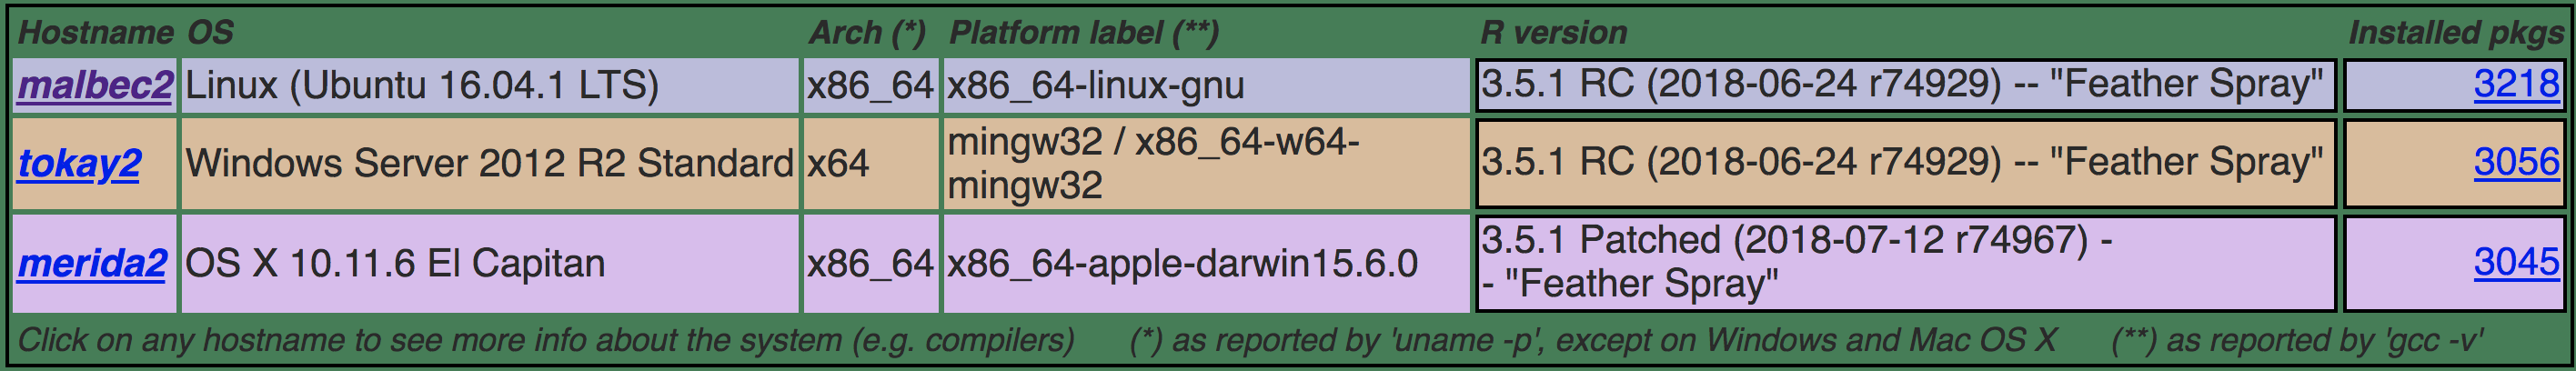 Hostname OS Arch (*) Platform label (**) R version Installed pkgs
malbec2 Linux (Ubuntu 16.04.1 LTS) x86_64 x86_64-linux-gnu 3.5.1 RC (2018-06-24 r74929) -- "Feather Spray" 3218
tokay2 Windows Server 2012 R2 Standard x64 mingw32 / x86_64-w64-
mingw32 3.5.1 RC (2018-06-24 r74929) -- "Feather Spray" 3056
merida2 OS X 10.11.6 El Capitan x86_64 x86_64-apple-darwin15.6.0 3.5.1 Patched (2018-07-12 r74967) -
- "Feather Spray" 3045
Click on any hostname to see more info about the system (e.g. compilers) (*) as reported by 'uname -p', except on Windows and Mac OS X (**) as reported by 'gcc -v'